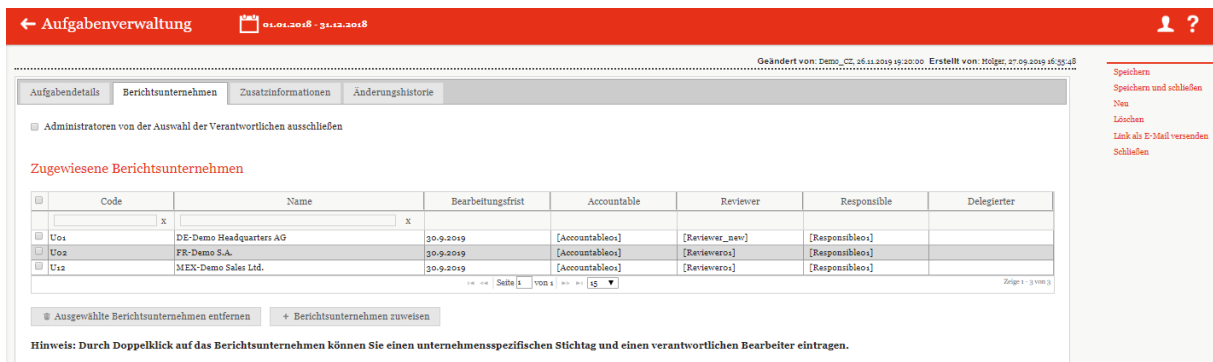 Aufgabenverwaltung 01.01.2018 - 31.12.2018 ?
Geändert von: Demo_CZ, 26.11.2019 19:20:00 Erstellt von: Holger, 27.09.2019 16:55:48
Speichern
Speichern und schließen
Neu
Löschen
Link als E-Mail versenden
Schließen
Aufgabendetails Berichtsunternehmen Zusatzinformationen Änderungshistorie
Administratoren von der Auswahl der Verantwortlichen ausschließen
Zugewiesene Berichtsunternehmen
Code Name Bearbeitungsfrist Accountable Reviewer Responsible Delegierter
x x
U01 DE-Demo Headquarters AG 30.9.2019 [Accountable01] [Reviewer_new] [Responsible01]
U02 FR-Demo S.A. 30.9.2019 [Accountable01] [Reviewer01] [Responsible01]
U12 MEX-Demo Sales Ltd. 30.9.2019 [Accountable01] [Reviewer01] [Responsible01]
Seite 1 von 1 15 Zeige 1 - 3 von 3
Ausgewählte Berichtsunternehmen entfernen + Berichtsunternehmen zuweisen
Hinweis: Durch Doppelklick auf das Berichtsunternehmen können Sie einen unternehmensspezifischen Stichtag und einen verantwortlichen Bearbeiter eintragen.